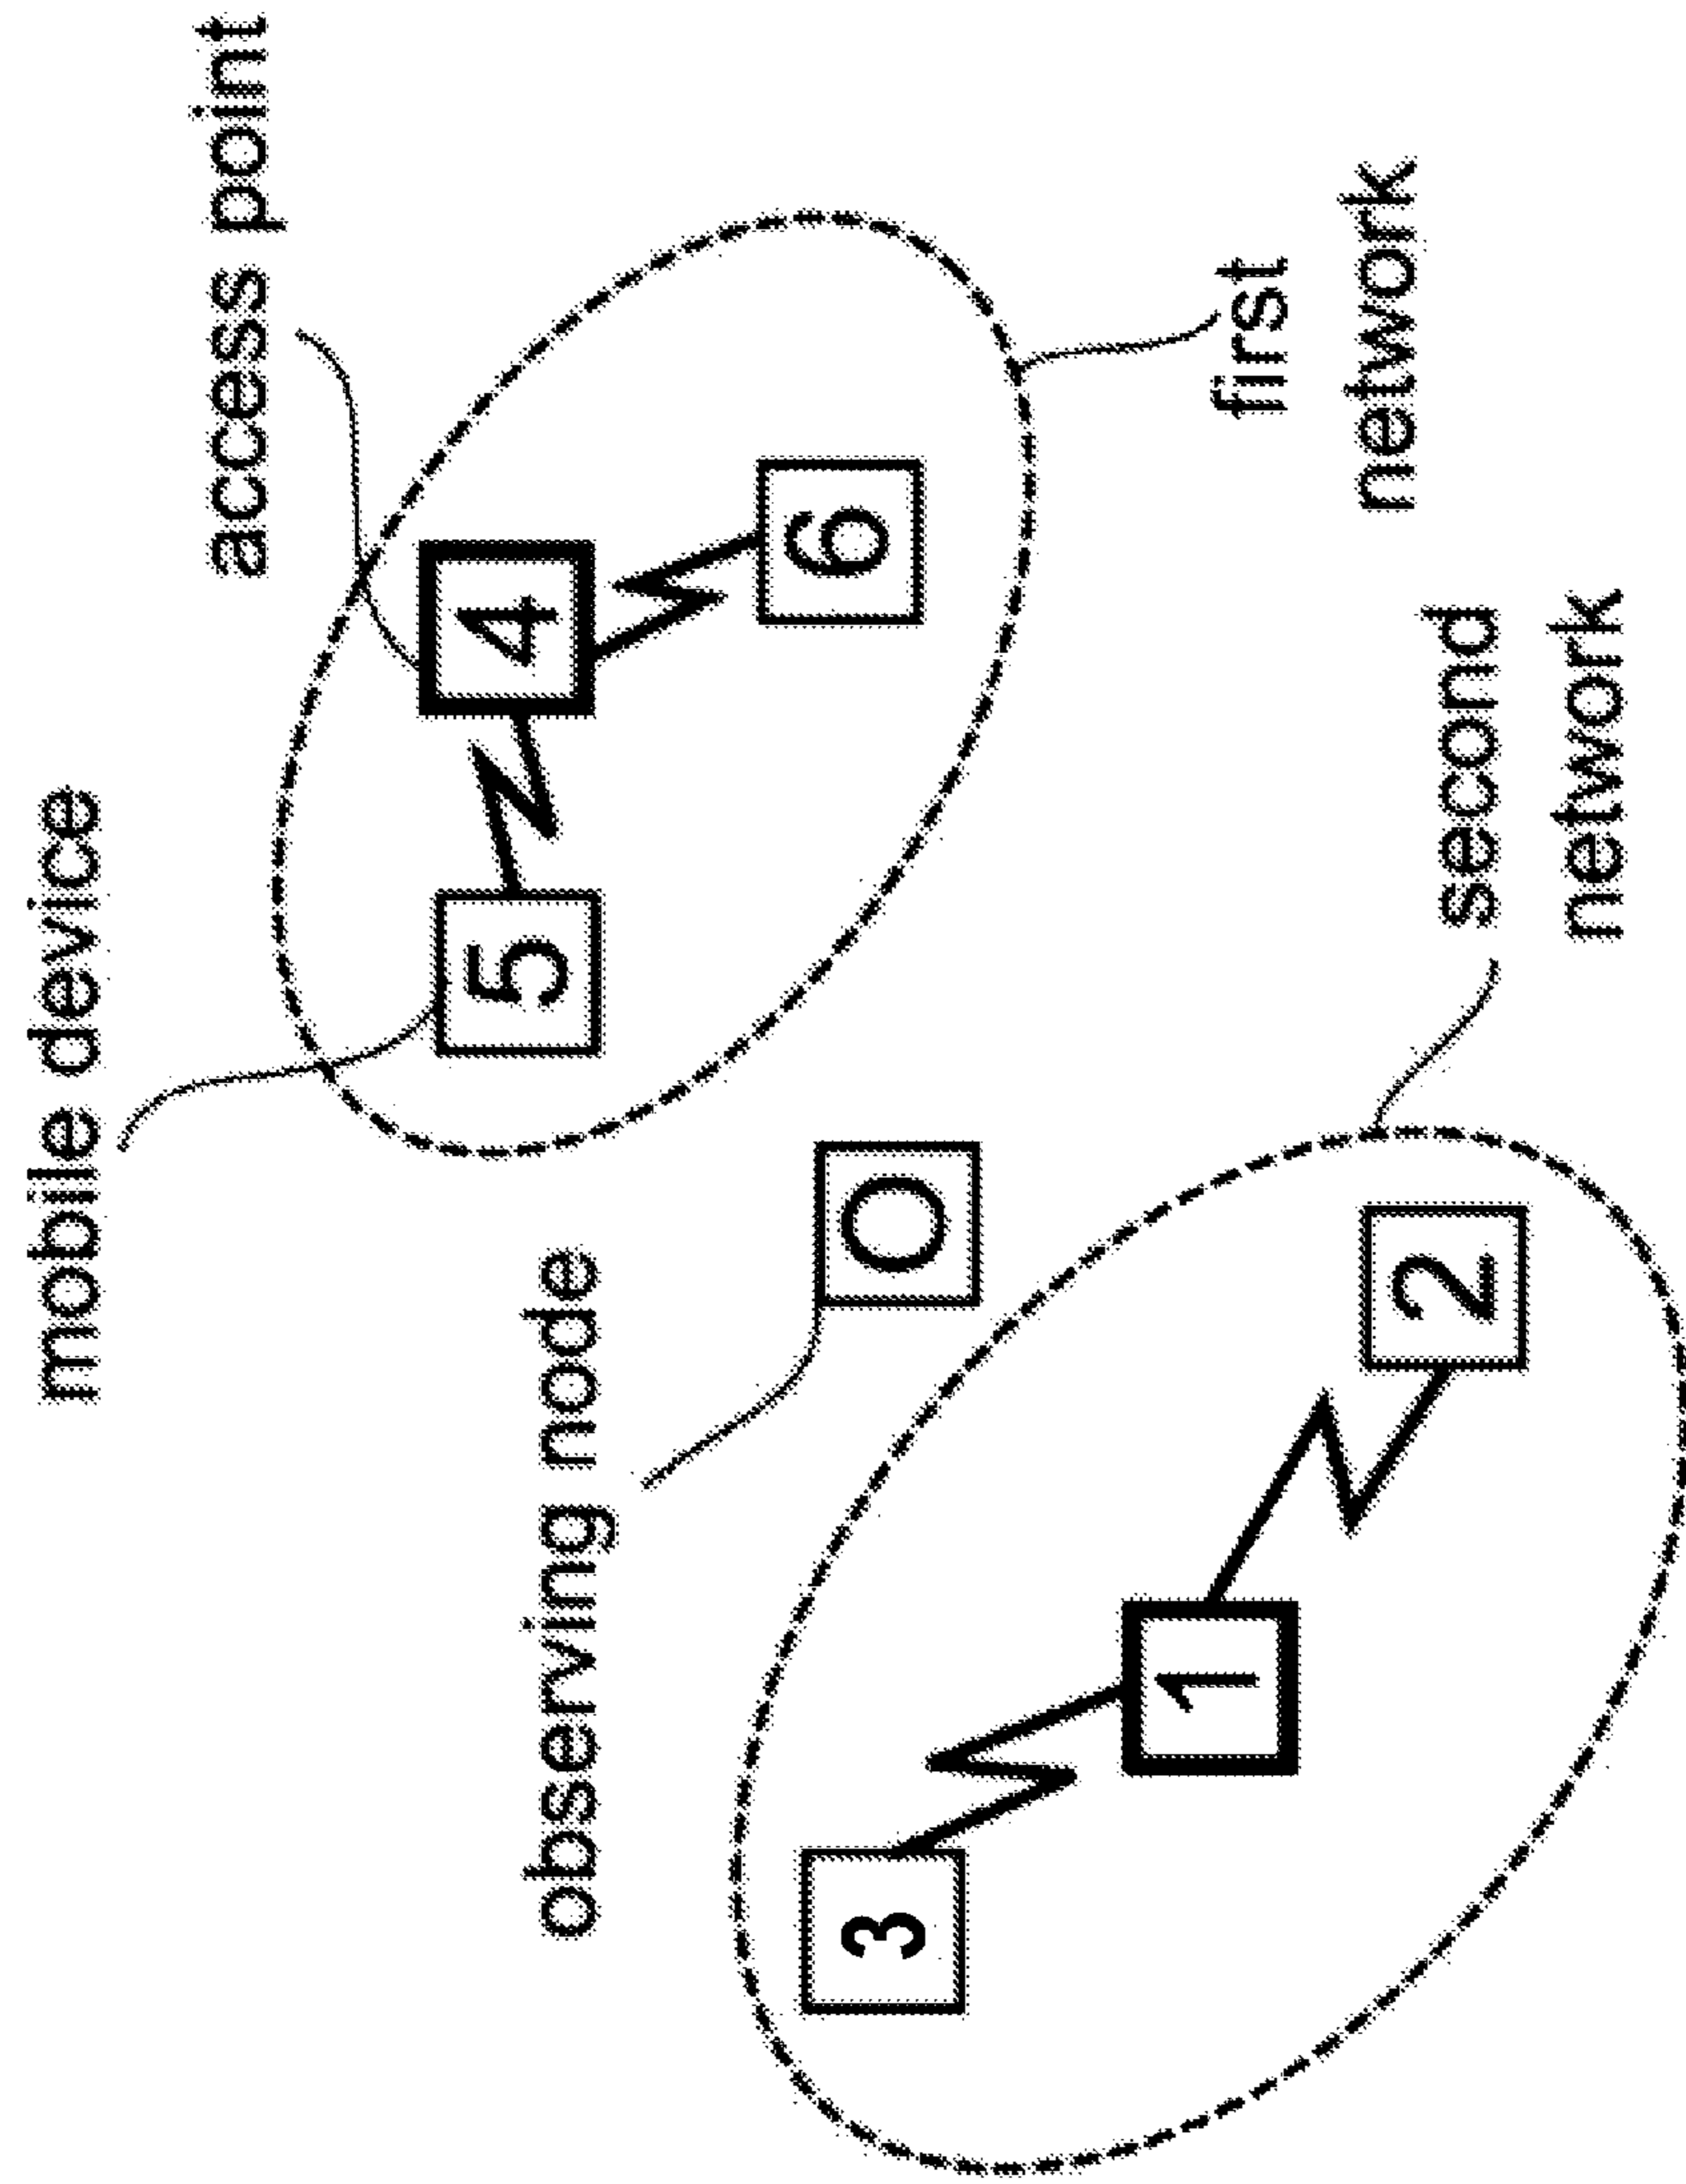 mobile device
access point
5
4
observing node
O
6
3
first
network
1
2
second
network